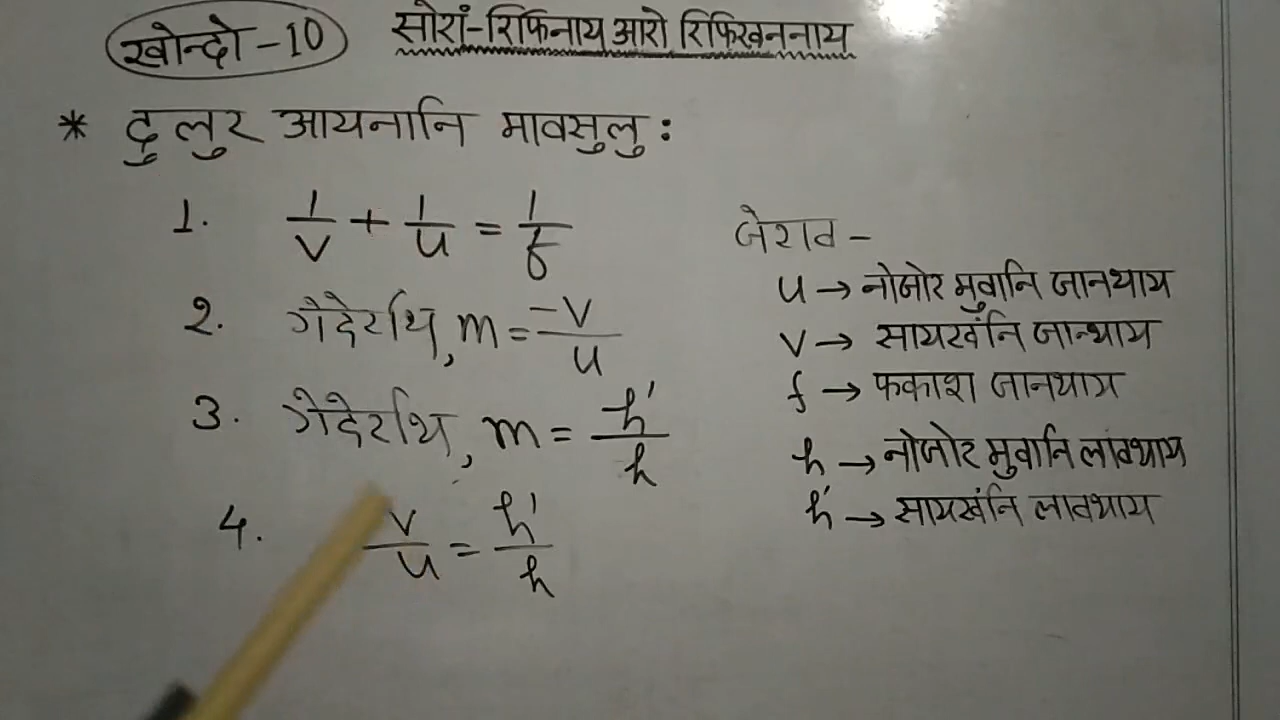 खोन्दो - 10 सोरां-रिफिनाय आरो रिफिखननाय
* दुलुर आयनानि मावसुलु :
1. 1/v + 1/u = 1/f
2. गेदेरथि, m = -v/u
3. गेदेरथि, m = h'/h
4. v/u = h'/h
जेराव -
u → नोजोर मुवानि जानथाय
v → सायखंनि जानथाय
f → फकाश जानथाय
h → नोजोर मुवानि लावथाय
h' → सायखंनि लावथाय